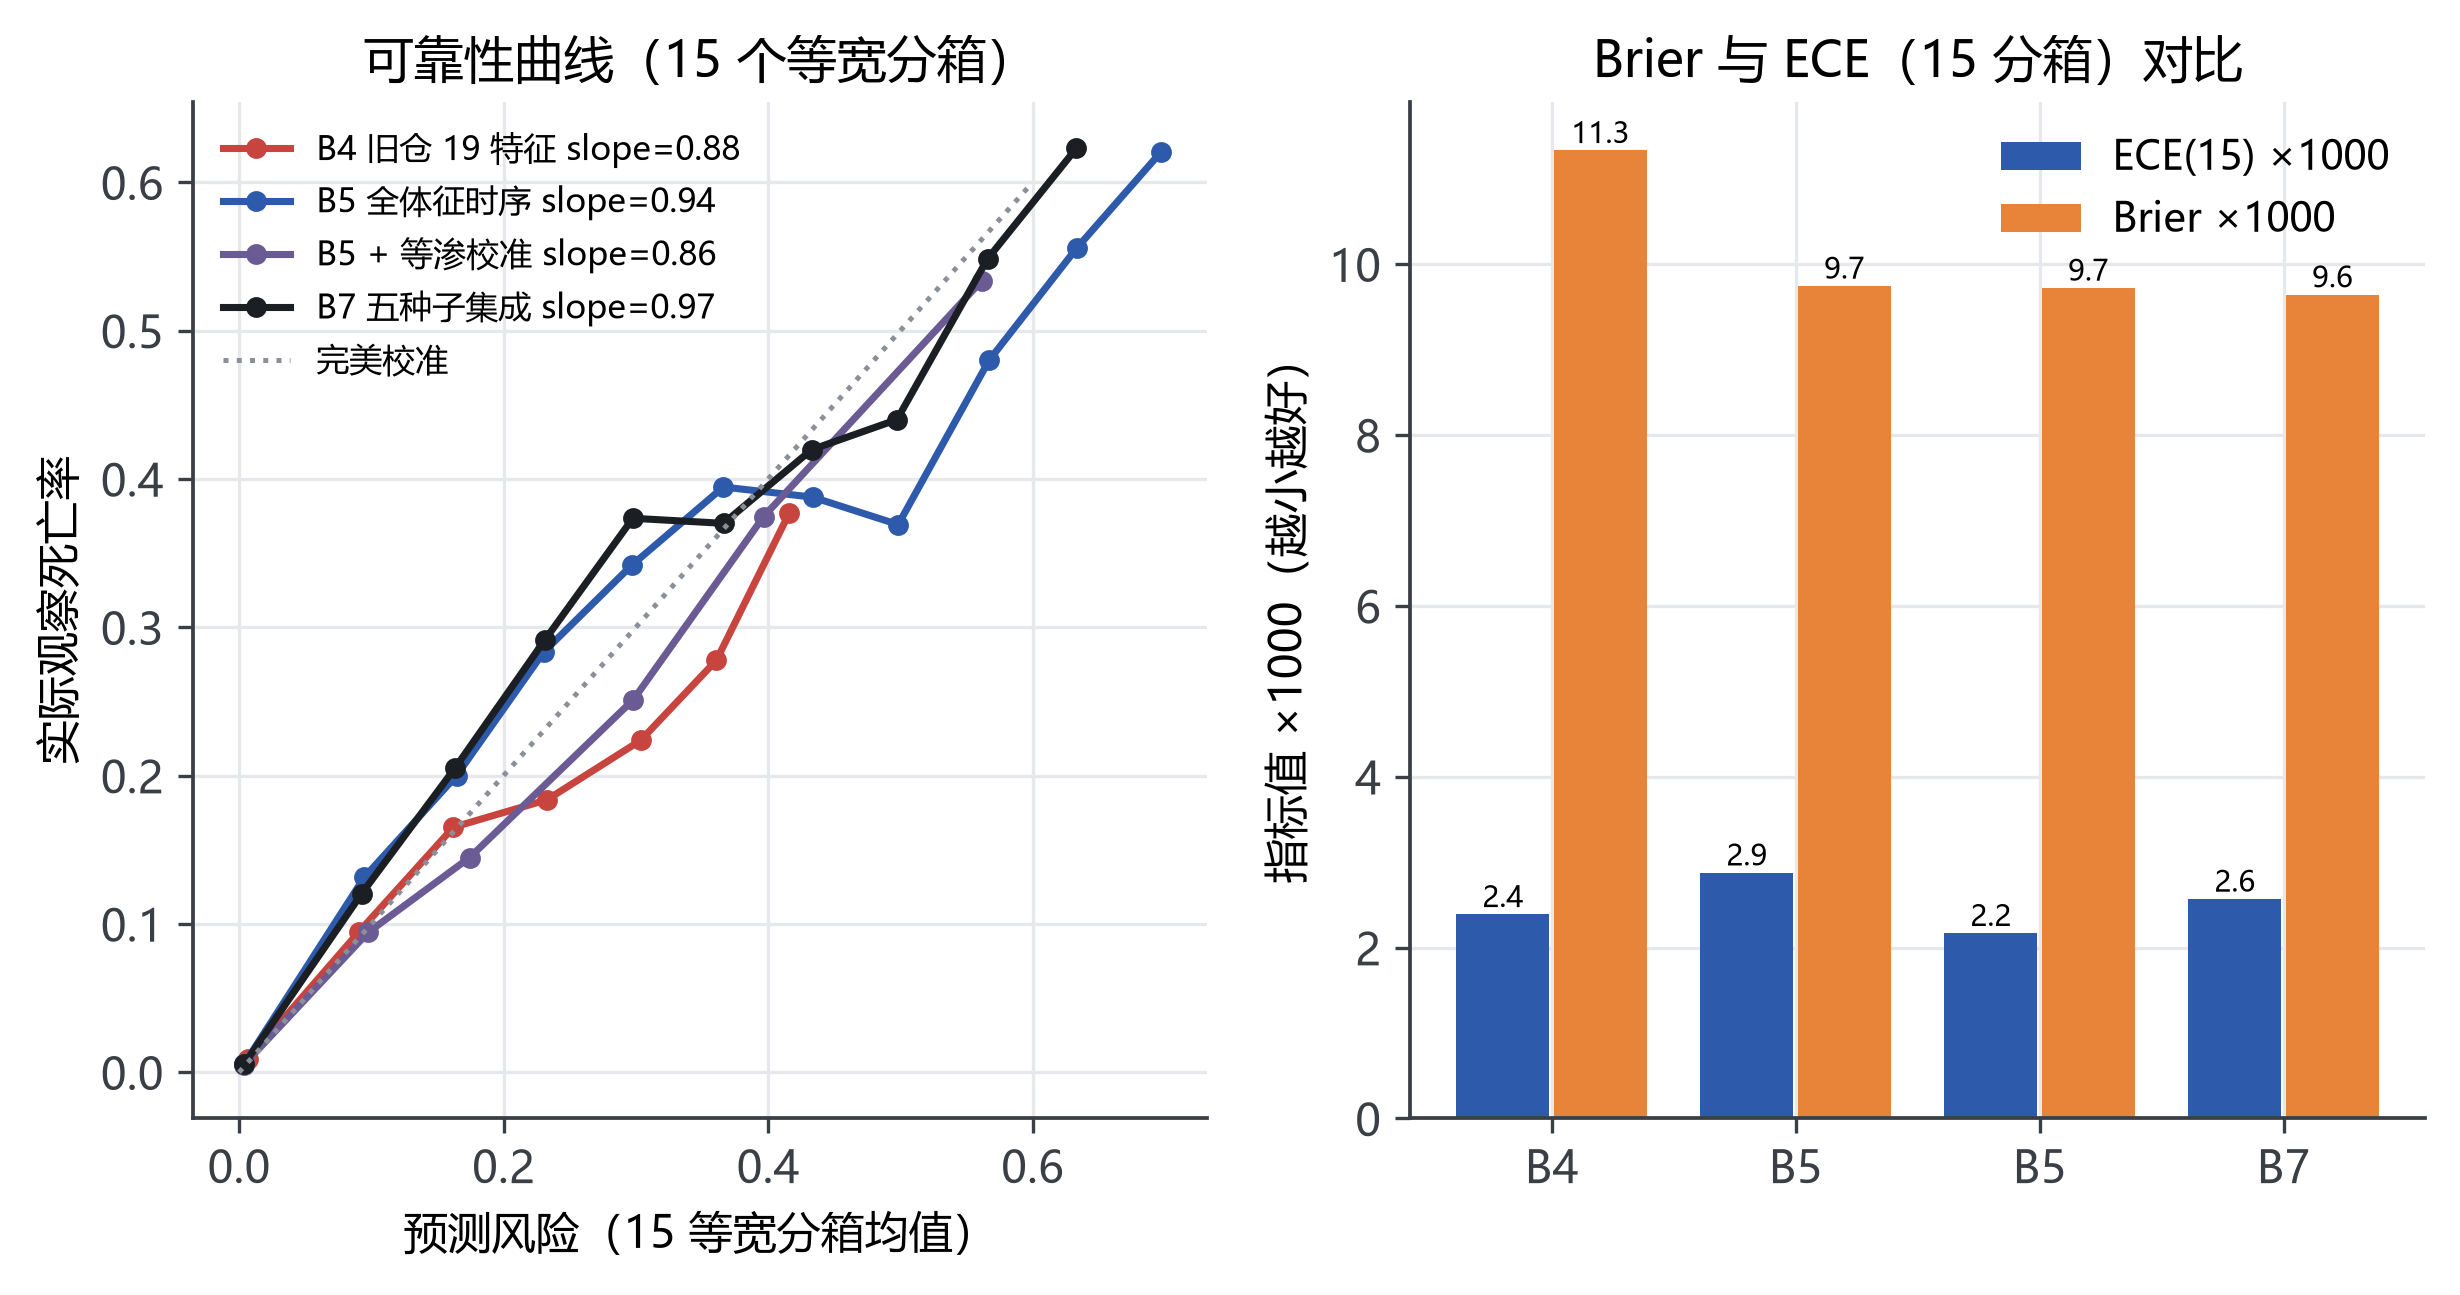 可靠性曲线（15 个等宽分箱）
B4 旧仓 19 特征 slope=0.88
B5 全体征时序 slope=0.94
B5 + 等渗校准 slope=0.86
B7 五种子集成 slope=0.97
完美校准
实际观察死亡率
0.6
0.5
0.4
0.3
0.2
0.1
0.0
0.0 0.2 0.4 0.6
预测风险（15 等宽分箱均值）
Brier 与 ECE（15 分箱）对比
ECE(15) ×1000
Brier ×1000
指标值 ×1000（越小越好）
10
8
6
4
2
0
11.3
9.7
9.7
9.6
2.4
2.9
2.2
2.6
B4 B5 B5 B7